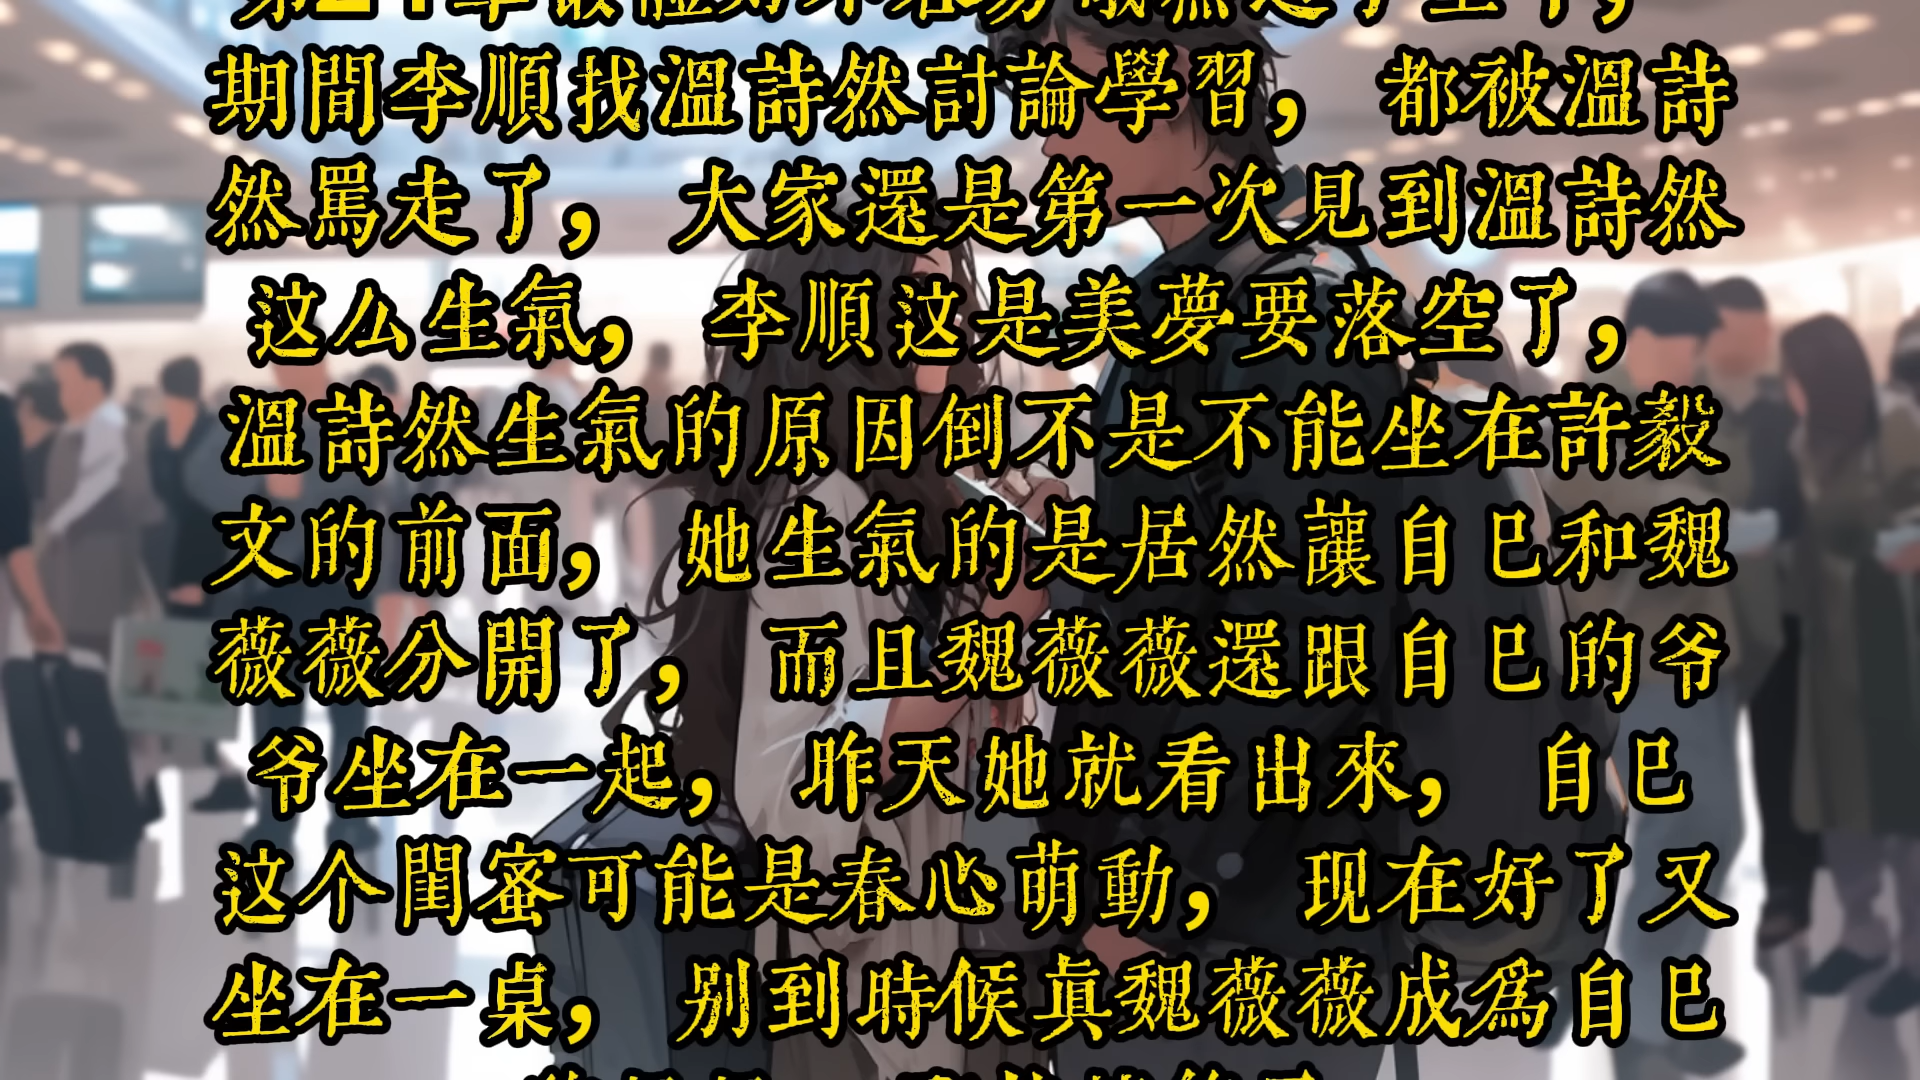 期間李順找溫詩然討論學習， 都被溫詩
然罵走了， 大家還是第一次見到溫詩然
这么生氣， 李順这是美夢要落空了，
溫詩然生氣的原因倒不是不能坐在許毅
文的前面， 她生氣的是居然讓自己和魏
薇薇分開了， 而且魏薇薇還跟自己的爷
爷坐在一起， 昨天她就看出來， 自己
这个閨蜜可能是春心萌動， 现在好了又
坐在一桌， 别到時候真魏薇薇成爲自己